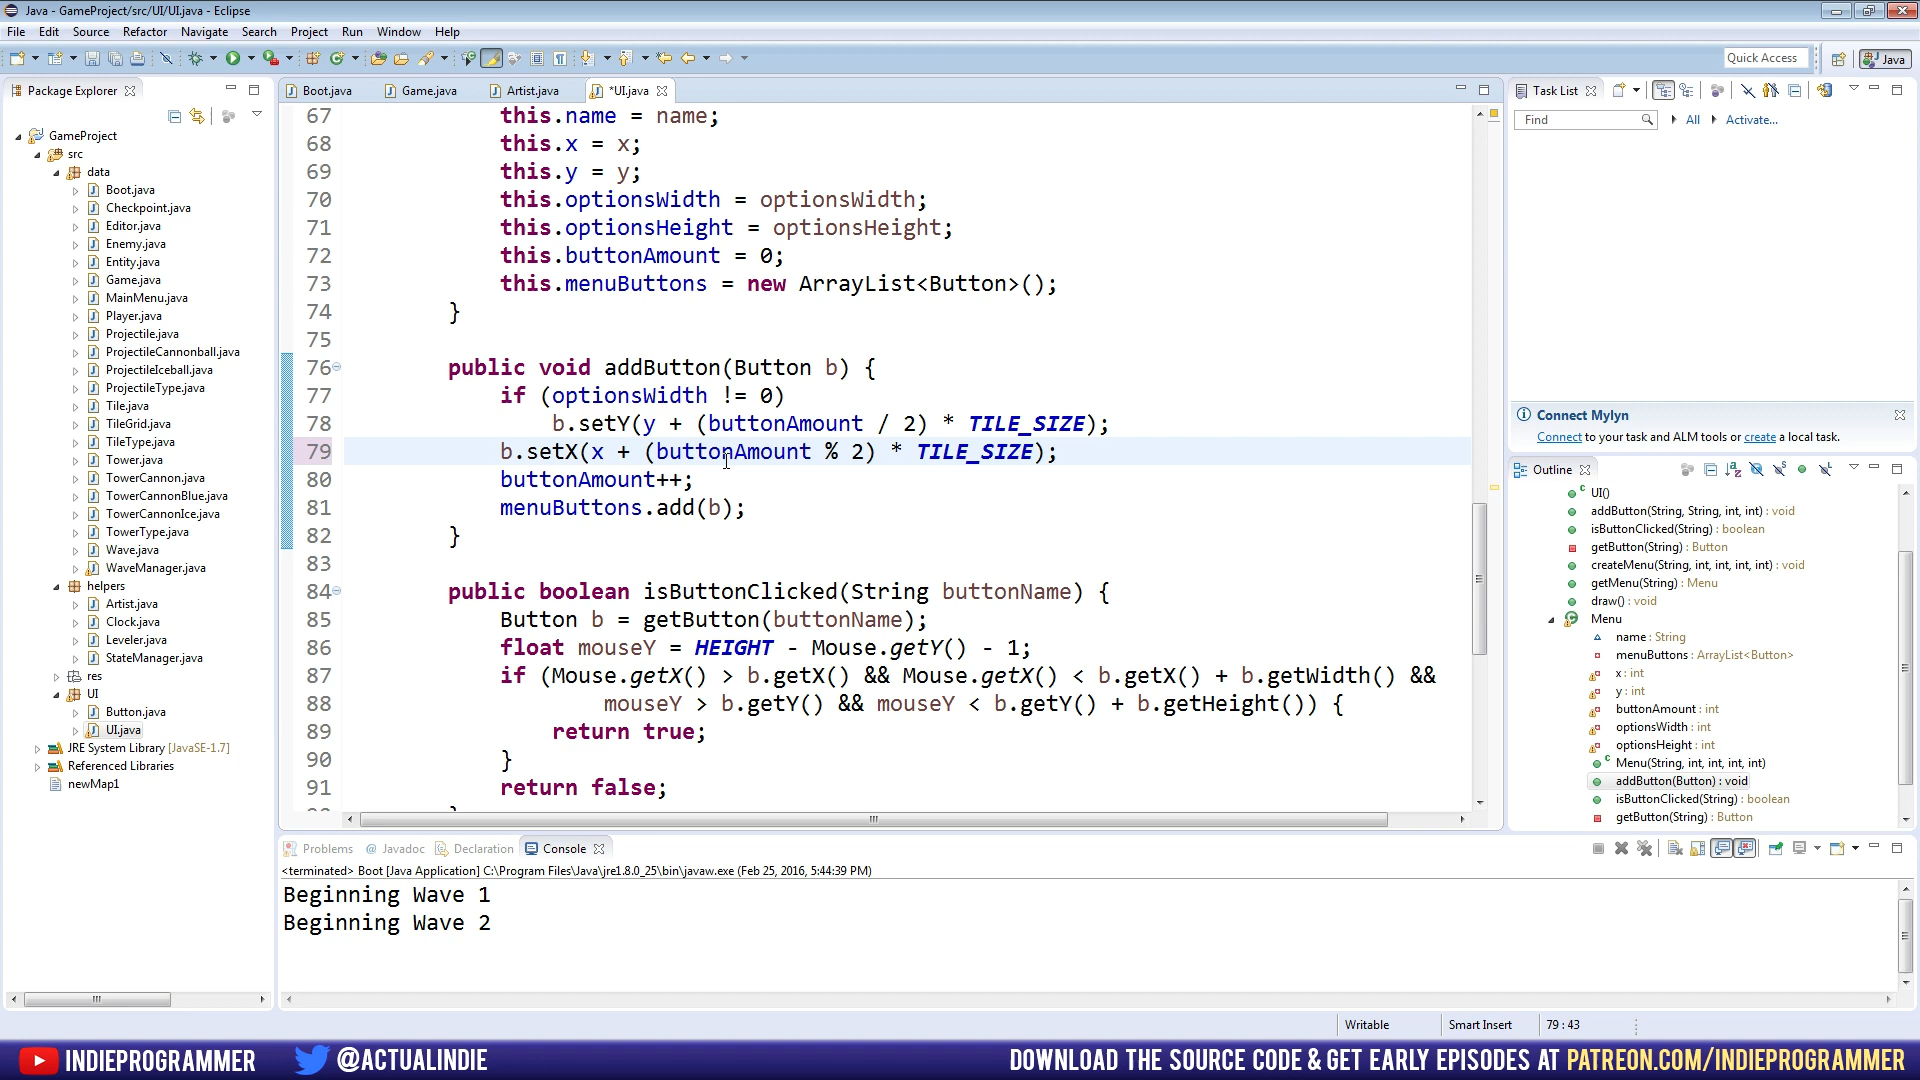 Java - GameProject/src/UI/UI.java - Eclipse
File Edit Source Refactor Navigate Search Project Run Window Help
Quick Access
Java
Package Explorer
GameProject
src
data
Boot.java
Checkpoint.java
Editor.java
Enemy.java
Entity.java
Game.java
MainMenu.java
Player.java
Projectile.java
ProjectileCannonball.java
ProjectileIceball.java
ProjectileType.java
Tile.java
TileGrid.java
TileType.java
Tower.java
TowerCannon.java
TowerCannonBlue.java
TowerCannonIce.java
TowerType.java
Wave.java
WaveManager.java
helpers
Artist.java
Clock.java
Leveler.java
StateManager.java
res
UI
Button.java
UI.java
JRE System Library [JavaSE-1.7]
Referenced Libraries
newMap1
Boot.java Game.java Artist.java *UI.java
67 this.name = name;
68 this.x = x;
69 this.y = y;
70 this.optionsWidth = optionsWidth;
71 this.optionsHeight = optionsHeight;
72 this.buttonAmount = 0;
73 this.menuButtons = new ArrayList<Button>();
74 }
75
76 public void addButton(Button b) {
77 if (optionsWidth != 0)
78 b.setY(y + (buttonAmount / 2) * TILE_SIZE);
79 b.setX(x + (buttonAmount % 2) * TILE_SIZE);
80 buttonAmount++;
81 menuButtons.add(b);
82 }
83
84 public boolean isButtonClicked(String buttonName) {
85 Button b = getButton(buttonName);
86 float mouseY = HEIGHT - Mouse.getY() - 1;
87 if (Mouse.getX() > b.getX() && Mouse.getX() < b.getX() + b.getWidth() &&
88 mouseY > b.getY() && mouseY < b.getY() + b.getHeight()) {
89 return true;
90 }
91 return false;
Task List
Find
All
Activate...
Connect Mylyn
Connect to your task and ALM tools or create a local task.
Outline
UI()
addButton(String, String, int, int) : void
isButtonClicked(String) : boolean
getButton(String) : Button
createMenu(String, int, int, int, int) : void
getMenu(String) : Menu
draw() : void
Menu
name : String
menuButtons : ArrayList<Button>
x : int
y : int
buttonAmount : int
optionsWidth : int
optionsHeight : int
Menu(String, int, int, int, int)
addButton(Button) : void
isButtonClicked(String) : boolean
getButton(String) : Button
Problems @ Javadoc Declaration Console
<terminated> Boot [Java Application] C:\Program Files\Java\jre1.8.0_25\bin\javaw.exe (Feb 25, 2016, 5:44:39 PM)
Beginning Wave 1
Beginning Wave 2
Writable Smart Insert 79 : 43
INDIEPROGRAMMER @ACTUALINDIE DOWNLOAD THE SOURCE CODE & GET EARLY EPISODES AT PATREON.COM/INDIEPROGRAMMER